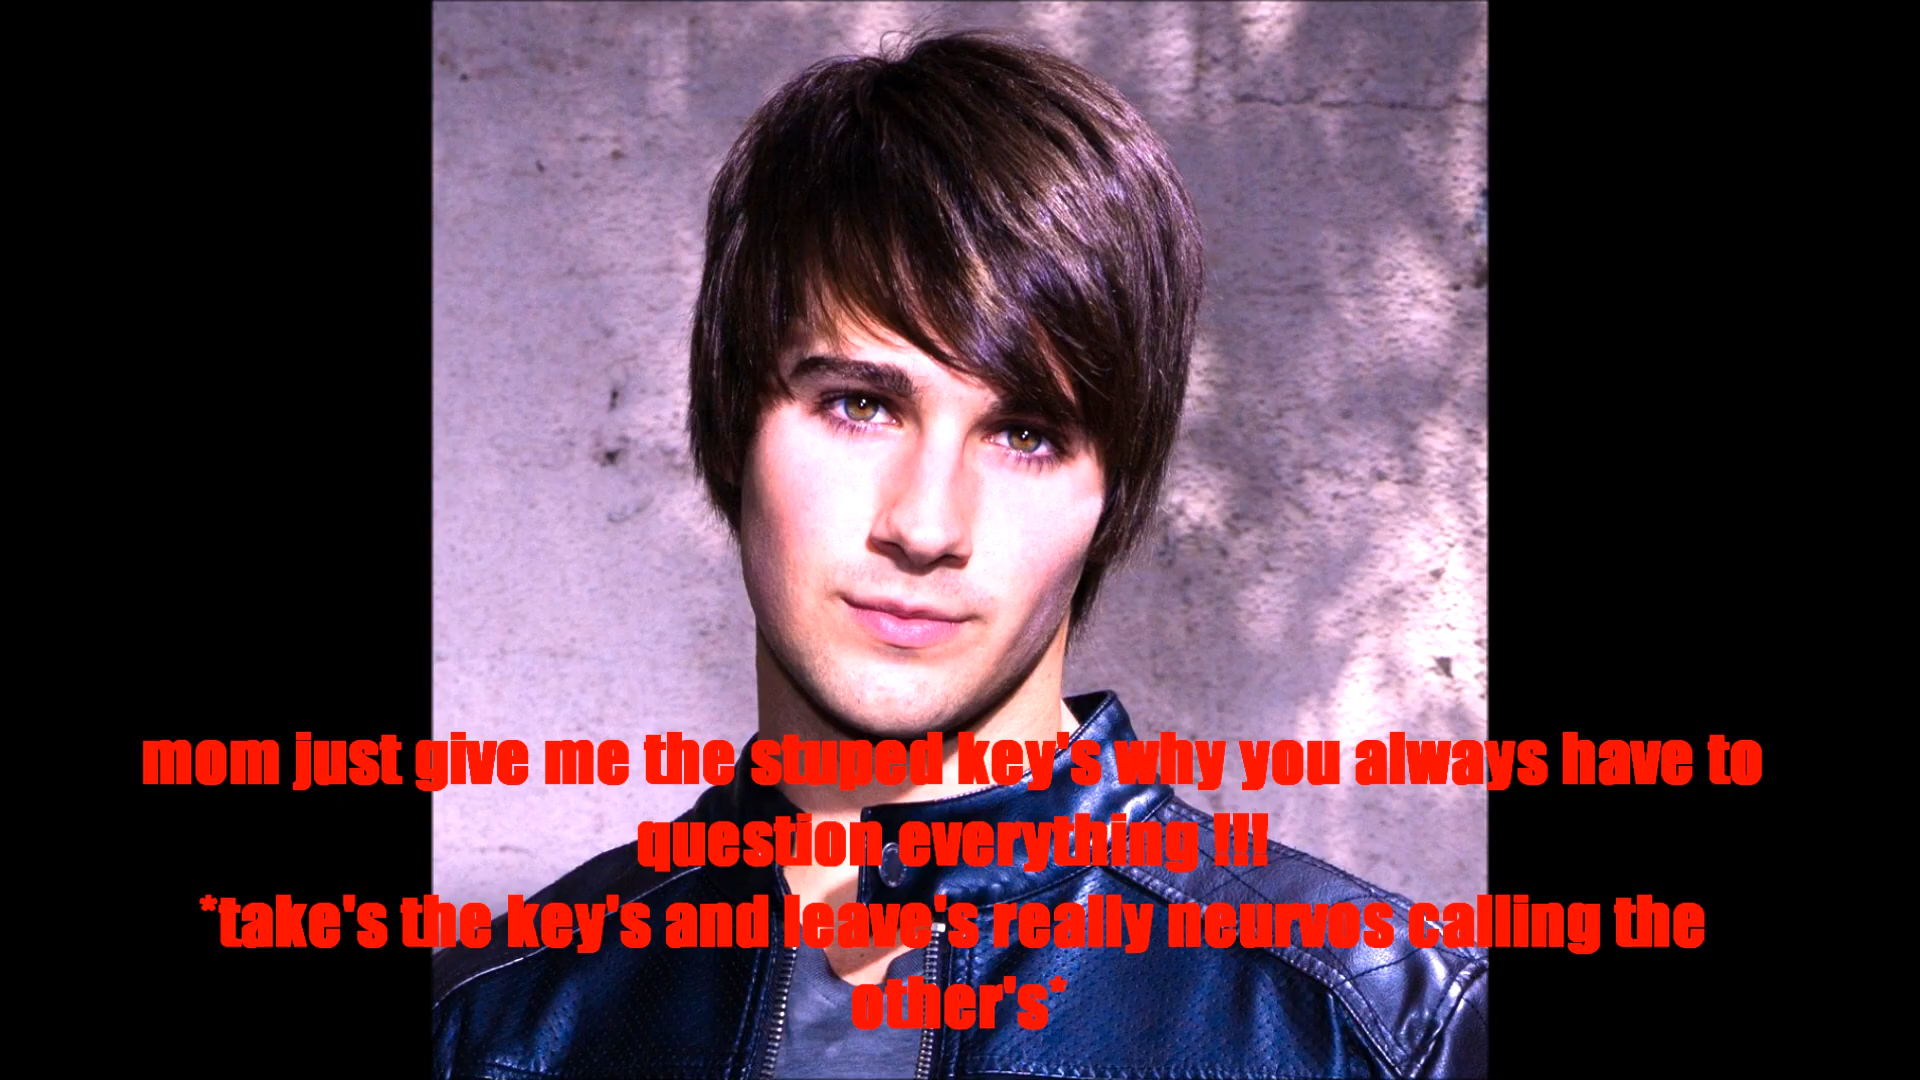 mom just give me the stuped key's why you always have to
question everything !!!
*take's the key's and leave's really neurvos calling the
other's*